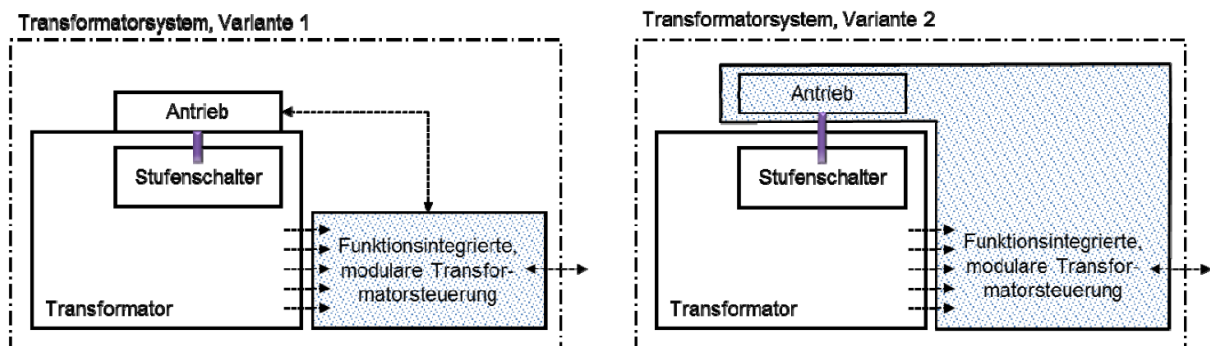 Transformatorsystem, Variante 1
Antrieb
Stufenschalter
Funktionsintegrierte,
modulare Transfor-
matorsteuerung
Transformator
Transformatorsystem, Variante 2
Antrieb
Stufenschalter
Funktionsintegrierte,
modulare Transfor-
matorsteuerung
Transformator